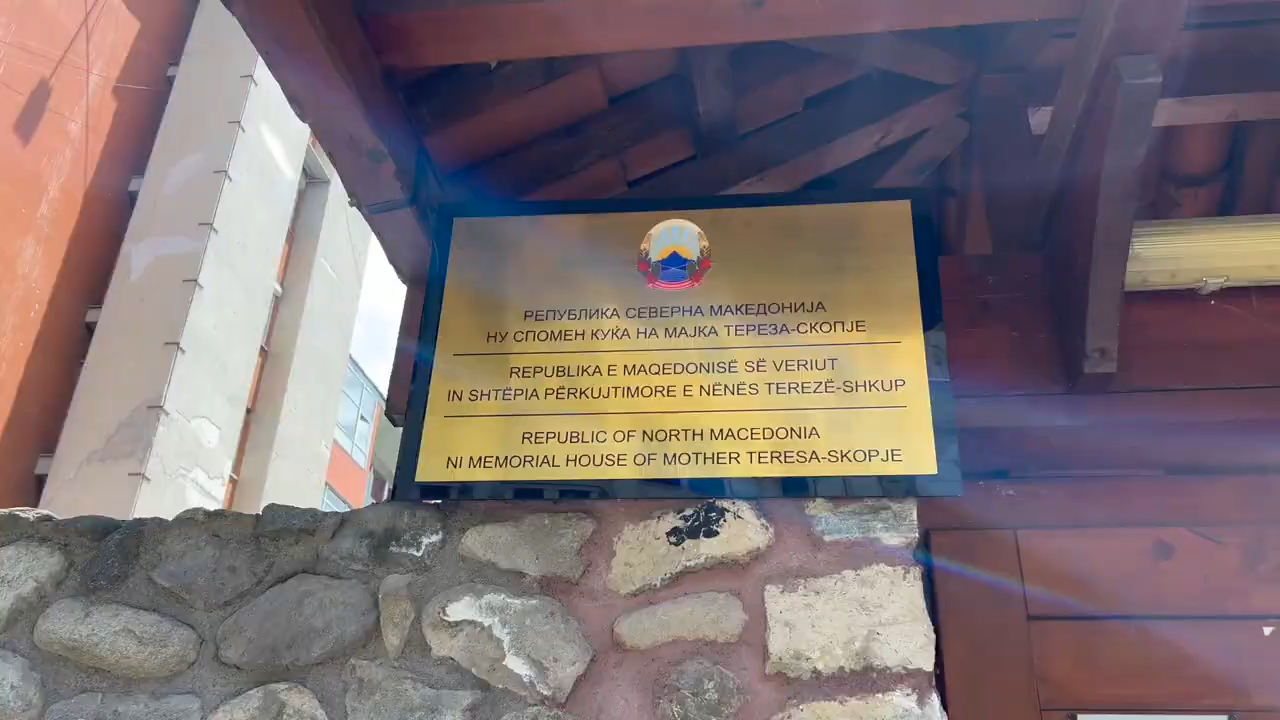 РЕПУБЛИКА СЕВЕРНА МАКЕДОНИЈА
НУ СПОМЕН КУЌА НА МАЈКА ТЕРЕЗА-СКОПЈЕ
REPUBLIKA E MAQEDONISË SË VERIUT
IN SHTËPIA PËRKUJTIMORE E NËNËS TEREZË-SHKUP
REPUBLIC OF NORTH MACEDONIA
NI MEMORIAL HOUSE OF MOTHER TERESA-SKOPJE